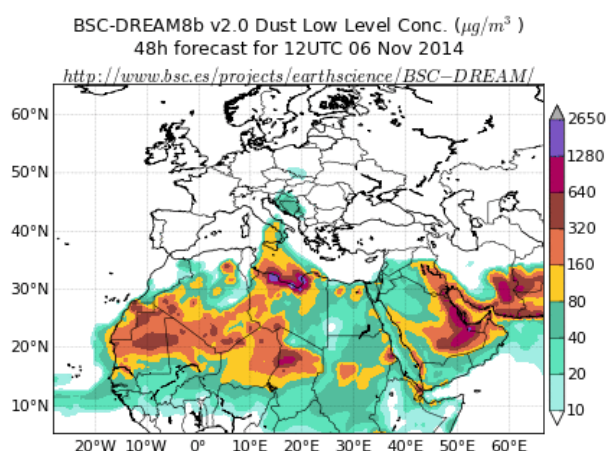 BSC-DREAM8b v2.0 Dust Low Level Conc. (μg/m³ )
48h forecast for 12UTC 06 Nov 2014
http://www.bsc.es/projects/earthscience/BSC−DREAM/
60°N
50°N
40°N
30°N
20°N
10°N
20°W 10°W 0° 10°E 20°E 30°E 40°E 50°E 60°E
2650
1280
640
320
160
80
40
20
10